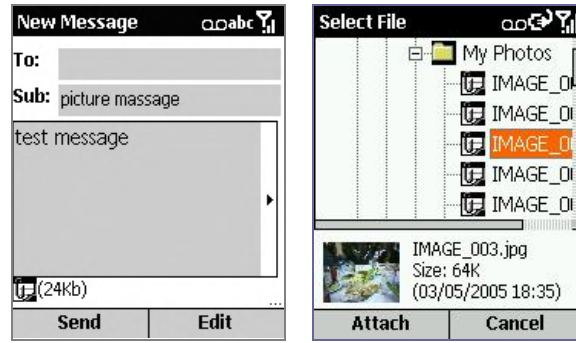 New Message abc
To:
Sub: picture massage
test message
(24Kb)
...
Send Edit
Select File
My Photos
IMAGE_0
IMAGE_0
IMAGE_0
IMAGE_0
IMAGE_0
IMAGE_003.jpg
Size: 64K
(03/05/2005 18:35)
Attach Cancel